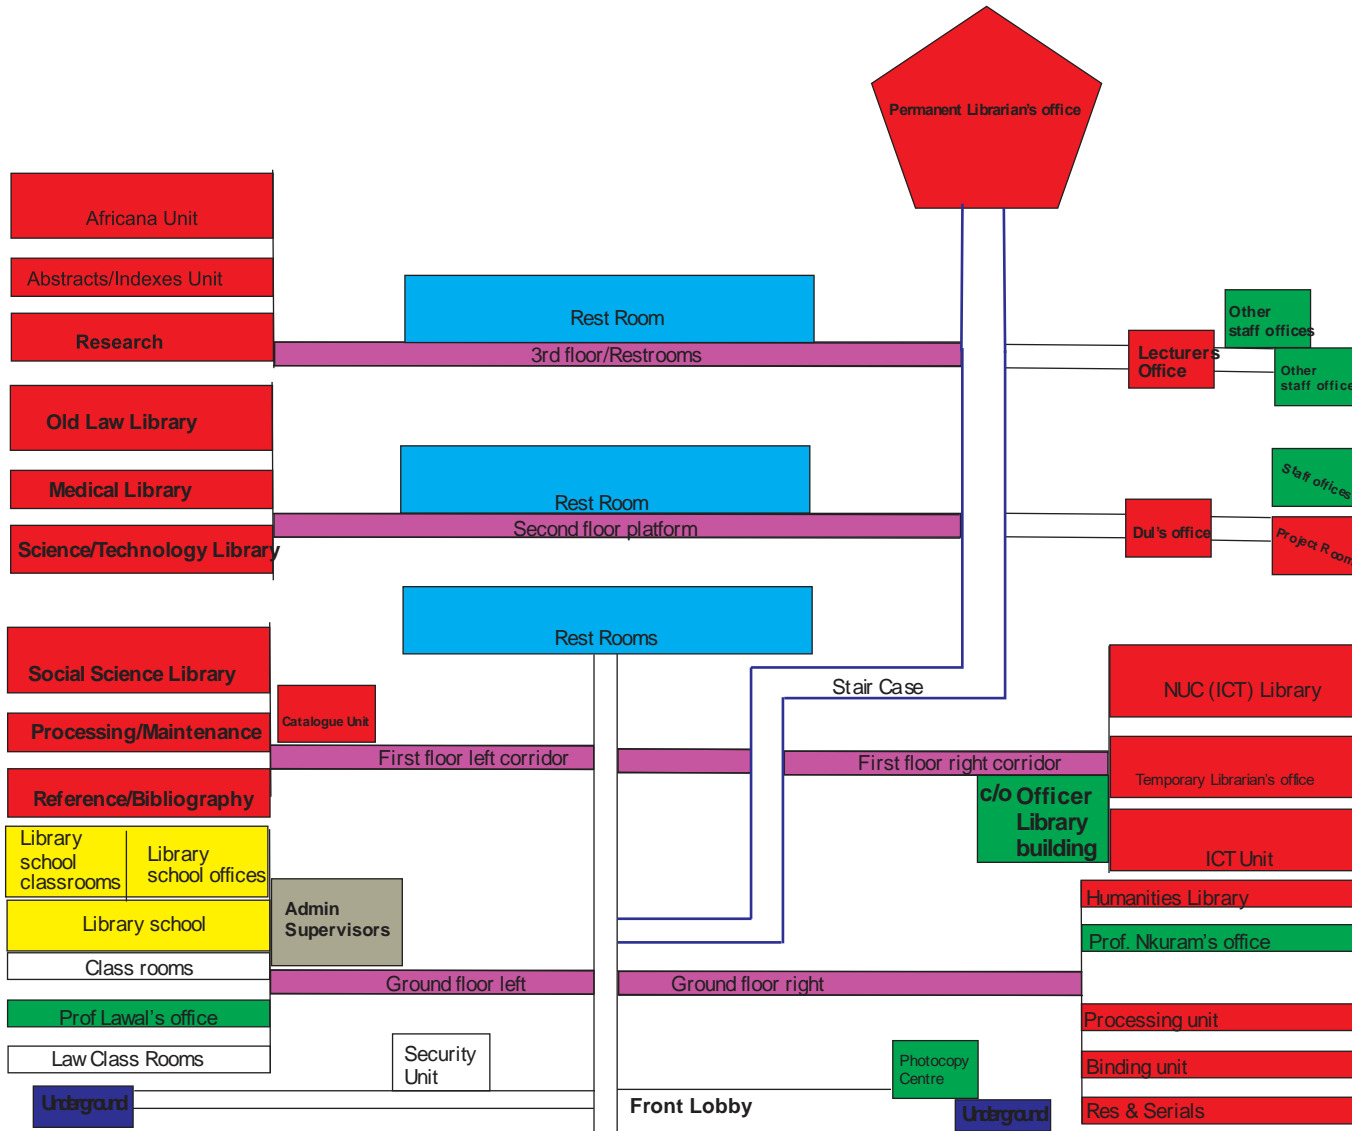 Permanent Librarian's office
Africana Unit
Abstracts/Indexes Unit
Research
Rest Room
3rd floor/Restrooms
Lecturers
Office
Other
staff offices
Other
staff office
Old Law Library
Medical Library
Science/Technology Library
Rest Room
Second floor platform
Dul's office
Staff offices
Project Room
Rest Rooms
Social Science Library
Processing/Maintenance
Reference/Bibliography
Catalogue Unit
First floor left corridor
Stair Case
First floor right corridor
NUC (ICT) Library
Temporary Librarian's office
ICT Unit
c/o Officer
Library
building
Library
school
classrooms
Library
school offices
Library school
Admin
Supervisors
Class rooms
Prof Lawal's office
Law Class Rooms
Ground floor left
Ground floor right
Humanities Library
Prof. Nkuram's office
Processing unit
Binding unit
Res & Serials
Security
Unit
Photocopy
Centre
Underground
Front Lobby
Underground